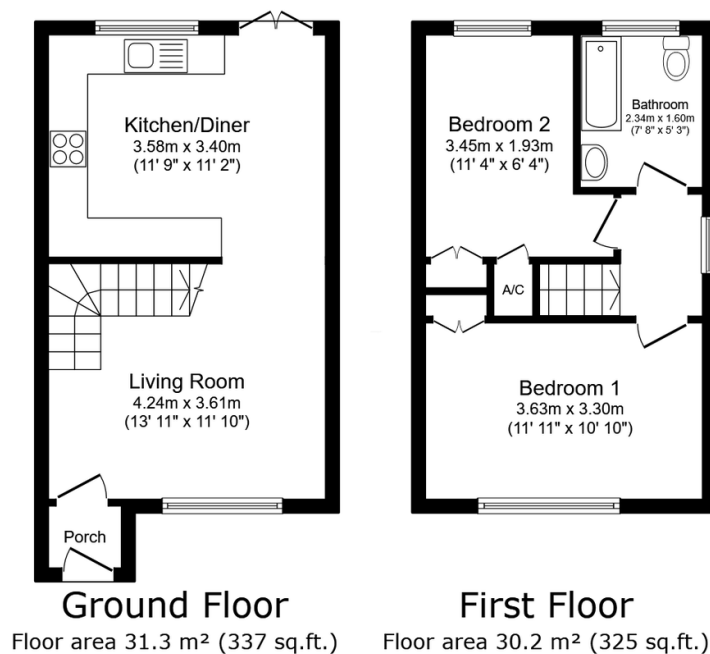 Kitchen/Diner
3.58m x 3.40m
(11' 9" x 11' 2")
Living Room
4.24m x 3.61m
(13' 11" x 11' 10")
Porch
Ground Floor
Floor area 31.3 m² (337 sq.ft.)
Bedroom 2
3.45m x 1.93m
(11' 4" x 6' 4")
Bathroom
2.34m x 1.60m
(7' 8" x 5' 3")
A/C
Bedroom 1
3.63m x 3.30m
(11' 11" x 10' 10")
First Floor
Floor area 30.2 m² (325 sq.ft.)